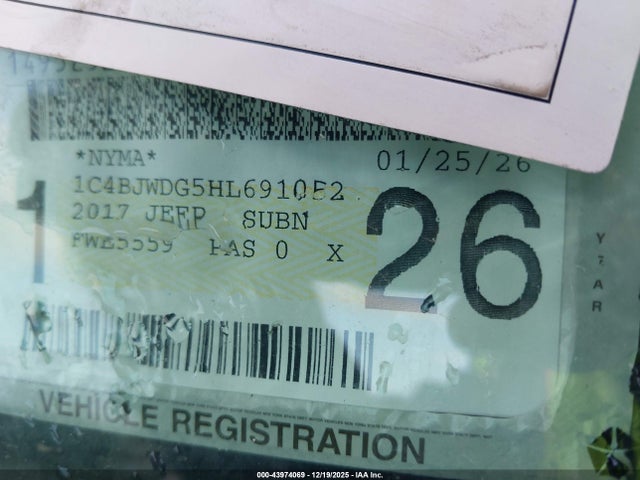 *NYMA* 01/25/26
1C4BJWDG5HL691052
2017 JEEP SUBN
FWE5559 PAS 0 X
1 26
YEAR
VEHICLE REGISTRATION
000-43974069 | 12/19/2025 - IAA Inc.